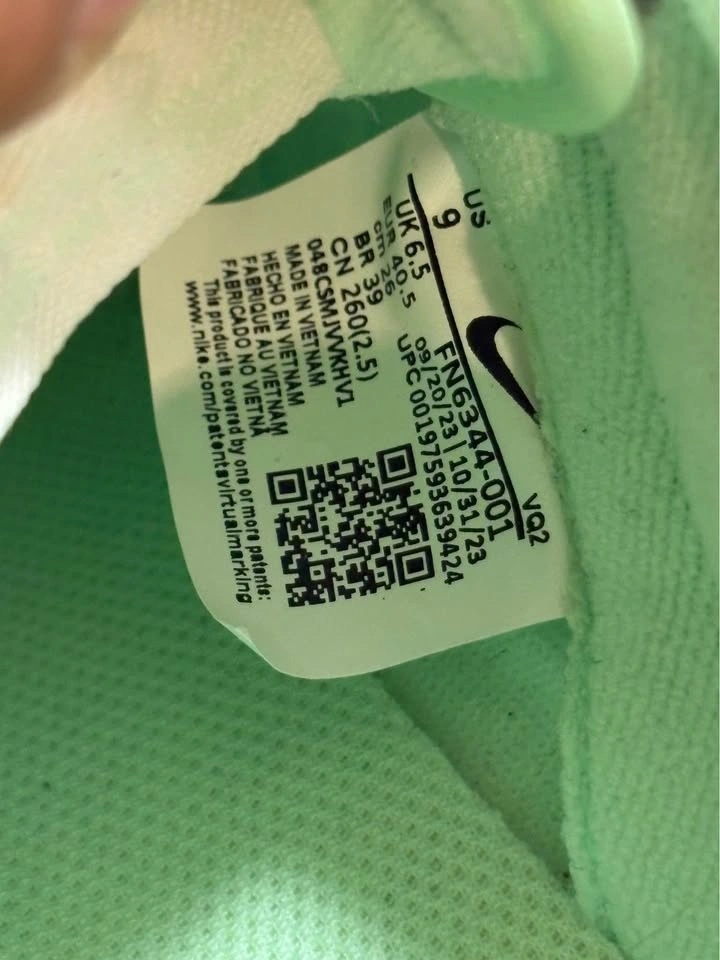 US
9
VQ2
UK 6.5
EUR 40.5
cm 26
BR 39
CN 260(2.5)
FN6344-001
09/20/23 | 10/31/23
UPC 00197593639424
048CSMJVVKHV1
MADE IN VIETNAM
HECHO EN VIETNAM
FABRIQUE AU VIETNAM
FABRICADO NO VIETNÃ
This product is covered by one or more patents:
www.nike.com/patentsvirtualmarking